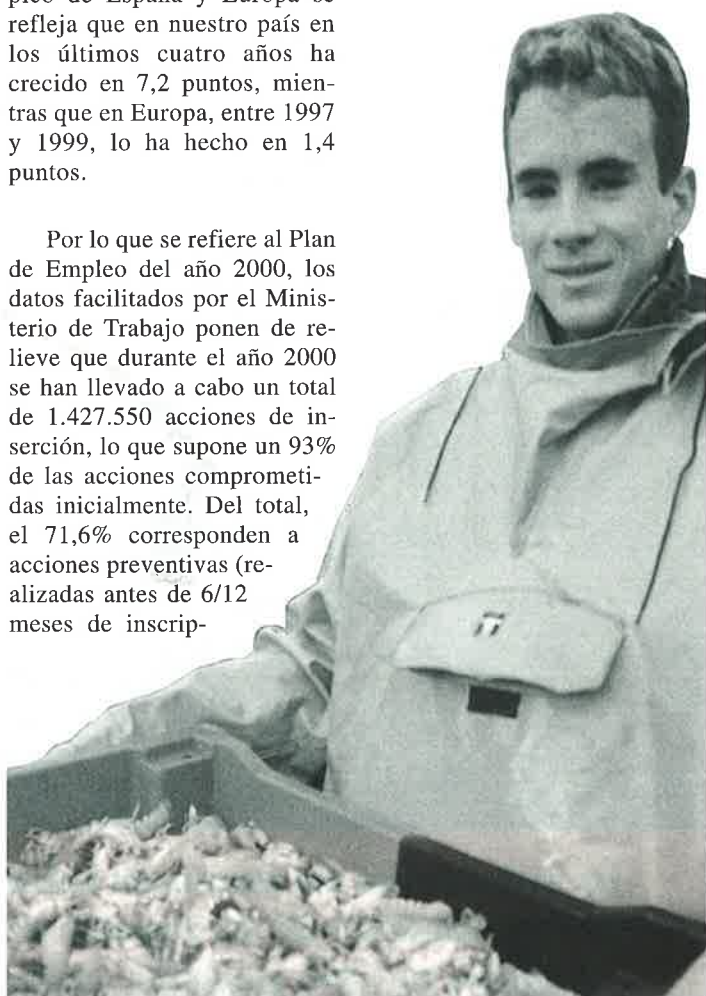 pleo de España y Europa se
refleja que en nuestro país en
los últimos cuatro años ha
crecido en 7,2 puntos, mien-
tras que en Europa, entre 1997
y 1999, lo ha hecho en 1,4
puntos.
Por lo que se refiere al Plan
de Empleo del año 2000, los
datos facilitados por el Minis-
terio de Trabajo ponen de re-
lieve que durante el año 2000
se han llevado a cabo un total
de 1.427.550 acciones de in-
serción, lo que supone un 93%
de las acciones comprometi-
das inicialmente. Del total,
el 71,6% corresponden a
acciones preventivas (re-
alizadas antes de 6/12
meses de inscrip-